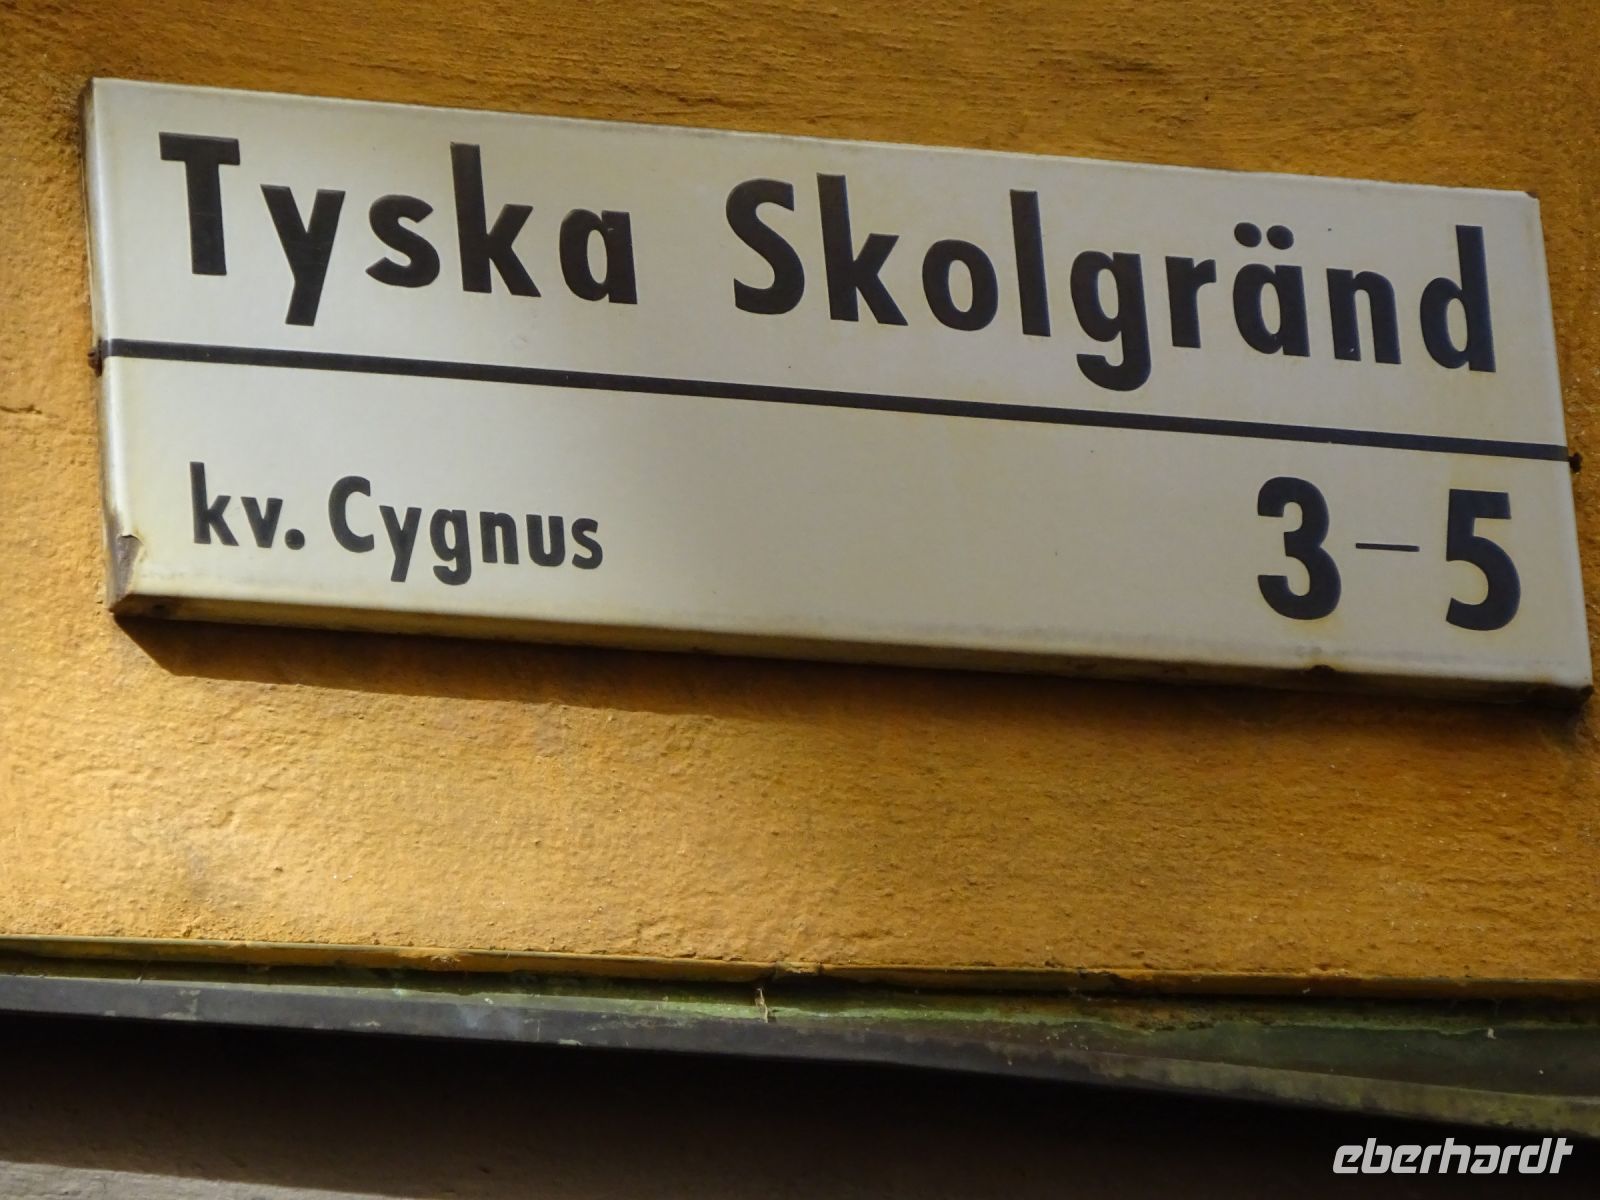 Tyska Skolgränd
kv. Cygnus 3–5
eberhardt